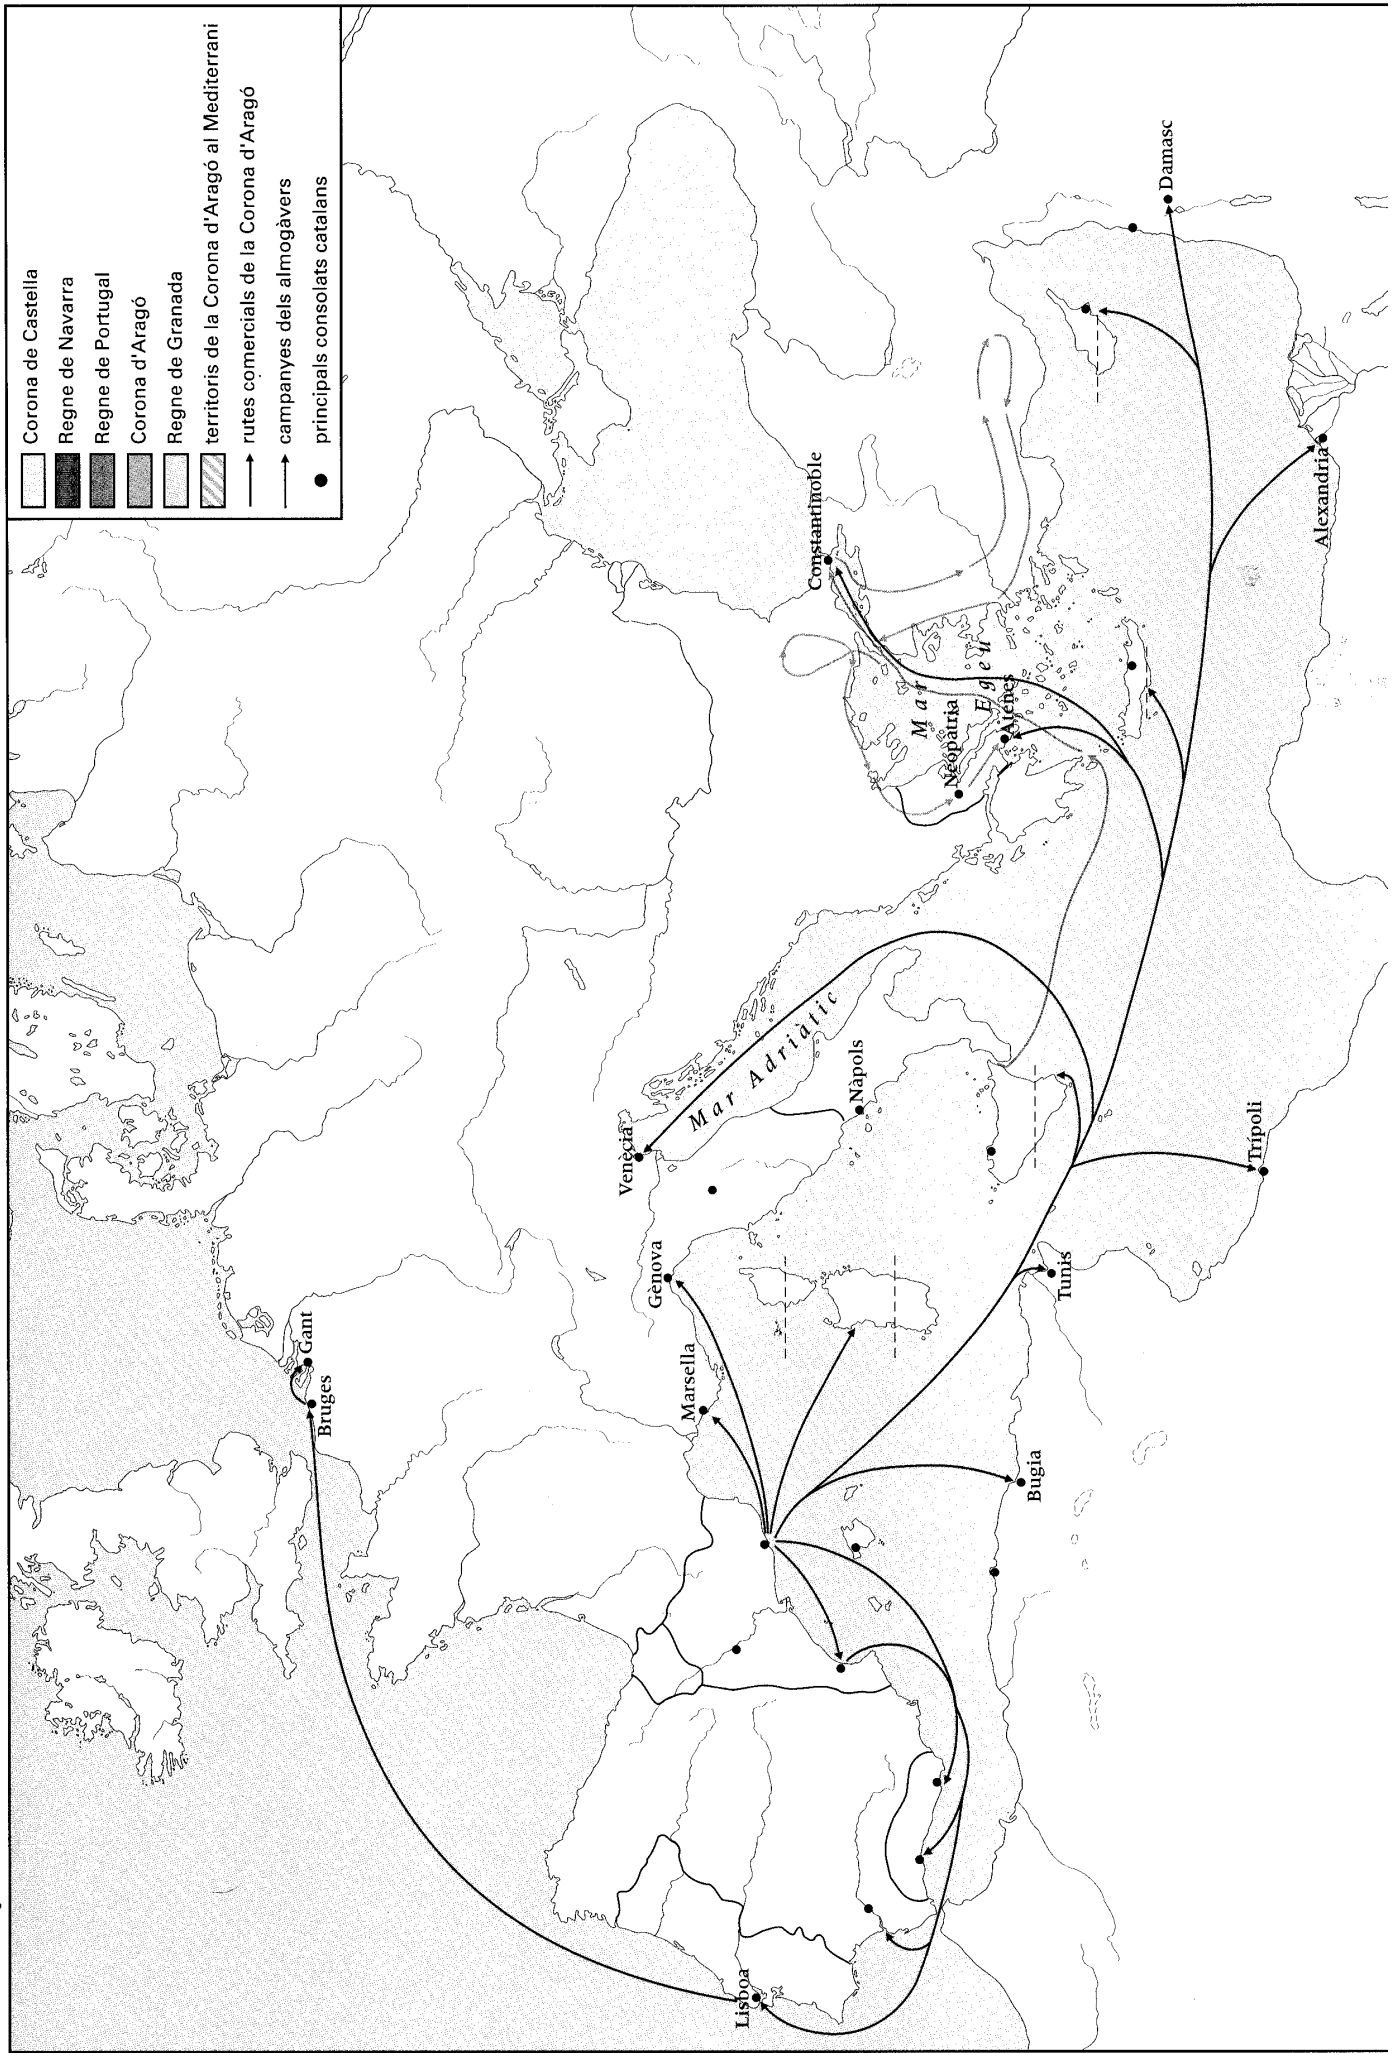 Corona de Castella
Regne de Navarra
Regne de Portugal
Corona d'Aragó
Regne de Granada
territoris de la Corona d'Aragó al Mediterrani
rutes comercials de la Corona d'Aragó
campanyes dels almogàvers
principals consolats catalans
Bruges
Gant
Venècia
Gènova
Marsella
Mar Adriàtic
Nàpols
Constantinoble
Mar
Egeu
Neopàtria
Atenes
Damasc
Alexandria
Lisboa
Bugia
Tunis
Trípoli